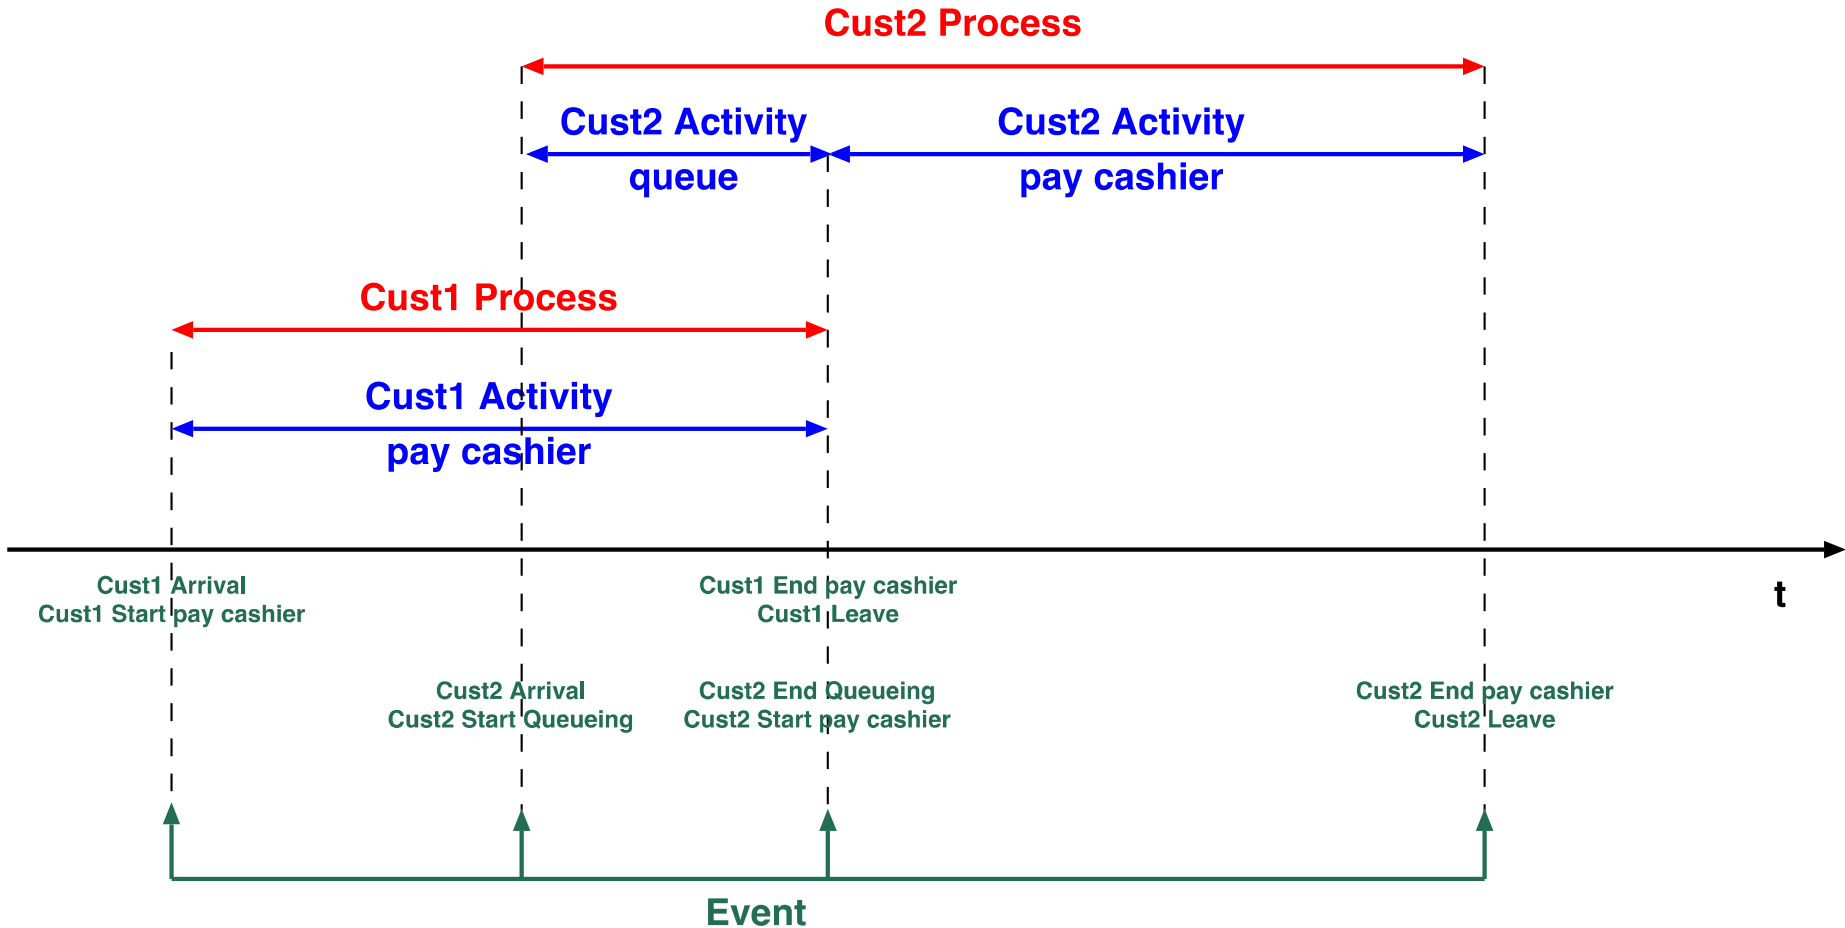 Cust2 Process
Cust2 Activity
queue
Cust2 Activity
pay cashier
Cust1 Process
Cust1 Activity
pay cashier
t
Cust1 Arrival
Cust1 Start pay cashier
Cust1 End pay cashier
Cust1 Leave
Cust2 Arrival
Cust2 Start Queueing
Cust2 End Queueing
Cust2 Start pay cashier
Cust2 End pay cashier
Cust2 Leave
Event